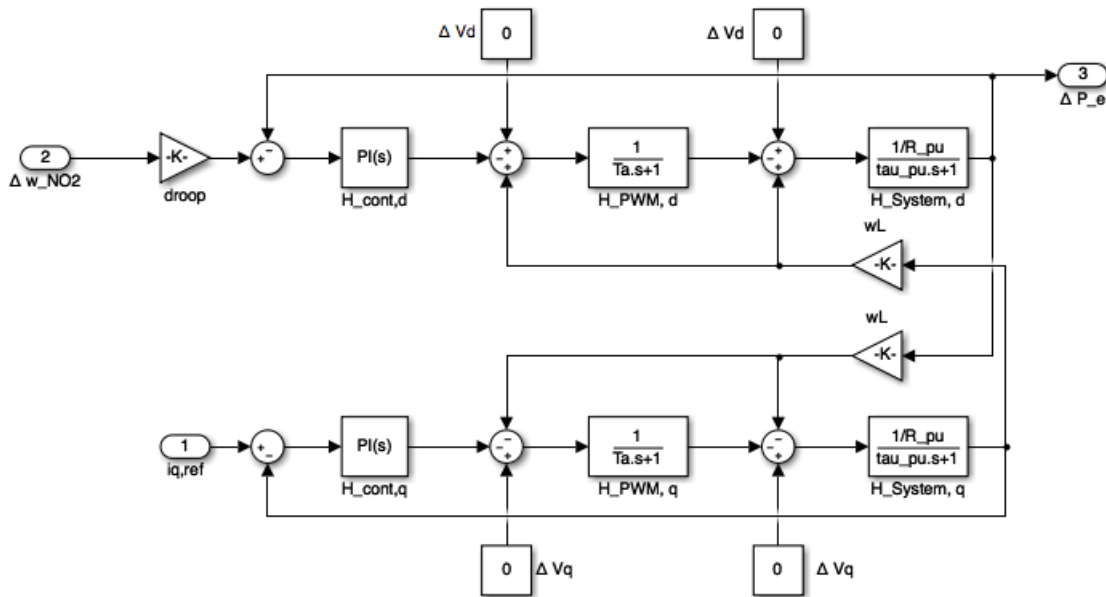 Δ Vd
0
Δ Vd
0
3
Δ P_e
2
Δ w_NO2
-K-
droop
+
−
PI(s)
H_cont,d
−
+
+
1
Ta.s+1
H_PWM, d
−
+
+
1/R_pu
tau_pu.s+1
H_System, d
wL
-K-
wL
-K-
1
iq,ref
+
−
PI(s)
H_cont,q
−
−
+
1
Ta.s+1
H_PWM, q
−
−
+
1/R_pu
tau_pu.s+1
H_System, q
0
Δ Vq
0
Δ Vq